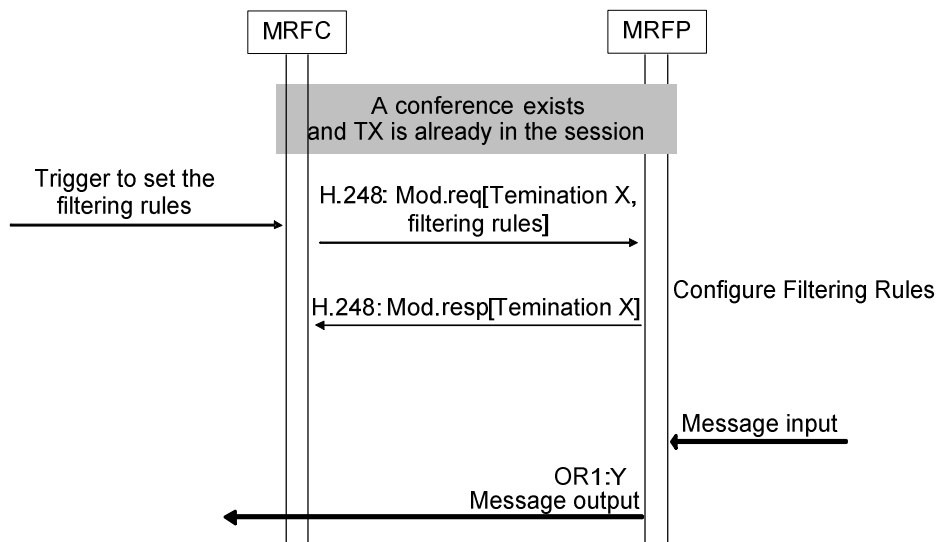 MRFC
MRFP
A conference exists
and TX is already in the session
Trigger to set the
filtering rules
H.248: Mod.req[Temination X,
filtering rules]
Configure Filtering Rules
H.248: Mod.resp[Temination X]
Message input
OR1:Y
Message output